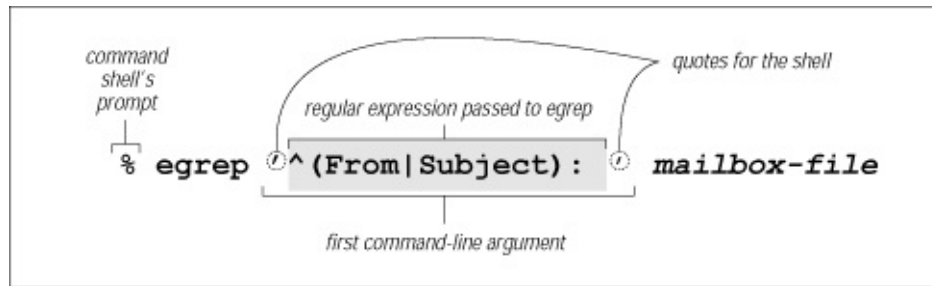 command
shell's
prompt
quotes for the shell
regular expression passed to egrep
% egrep '^(From|Subject): ' mailbox-file
first command-line argument